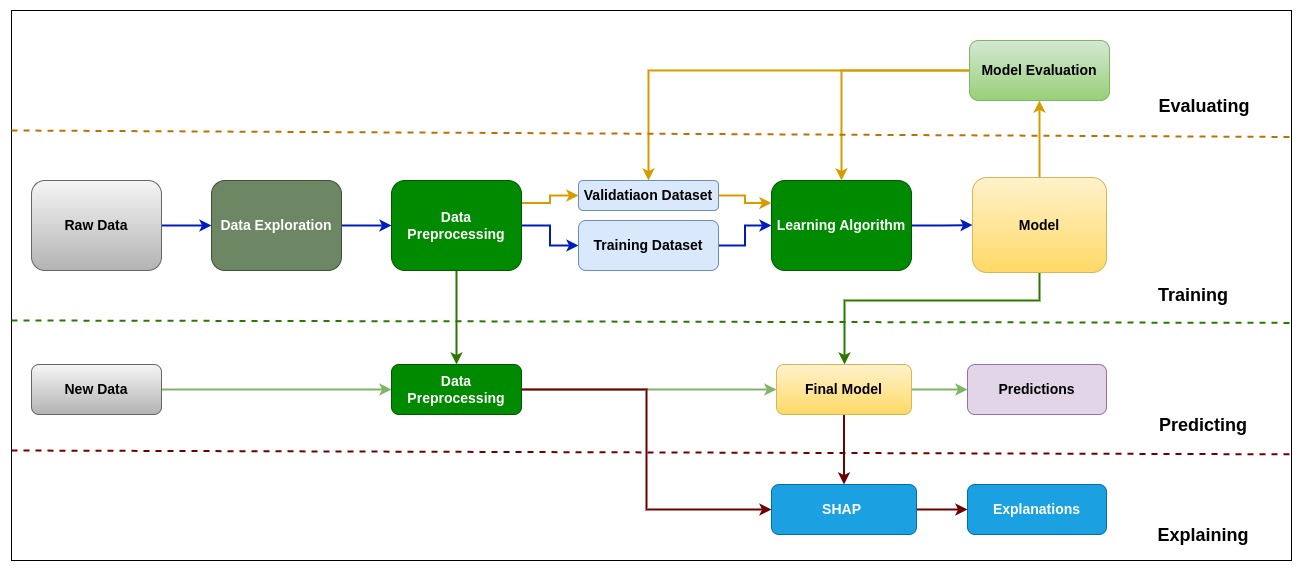 Model Evaluation
Evaluating
Raw Data
Data Exploration
Data
Preprocessing
Validatiaon Dataset
Training Dataset
Learning Algorithm
Model
Training
New Data
Data
Preprocessing
Final Model
Predictions
Predicting
SHAP
Explanations
Explaining